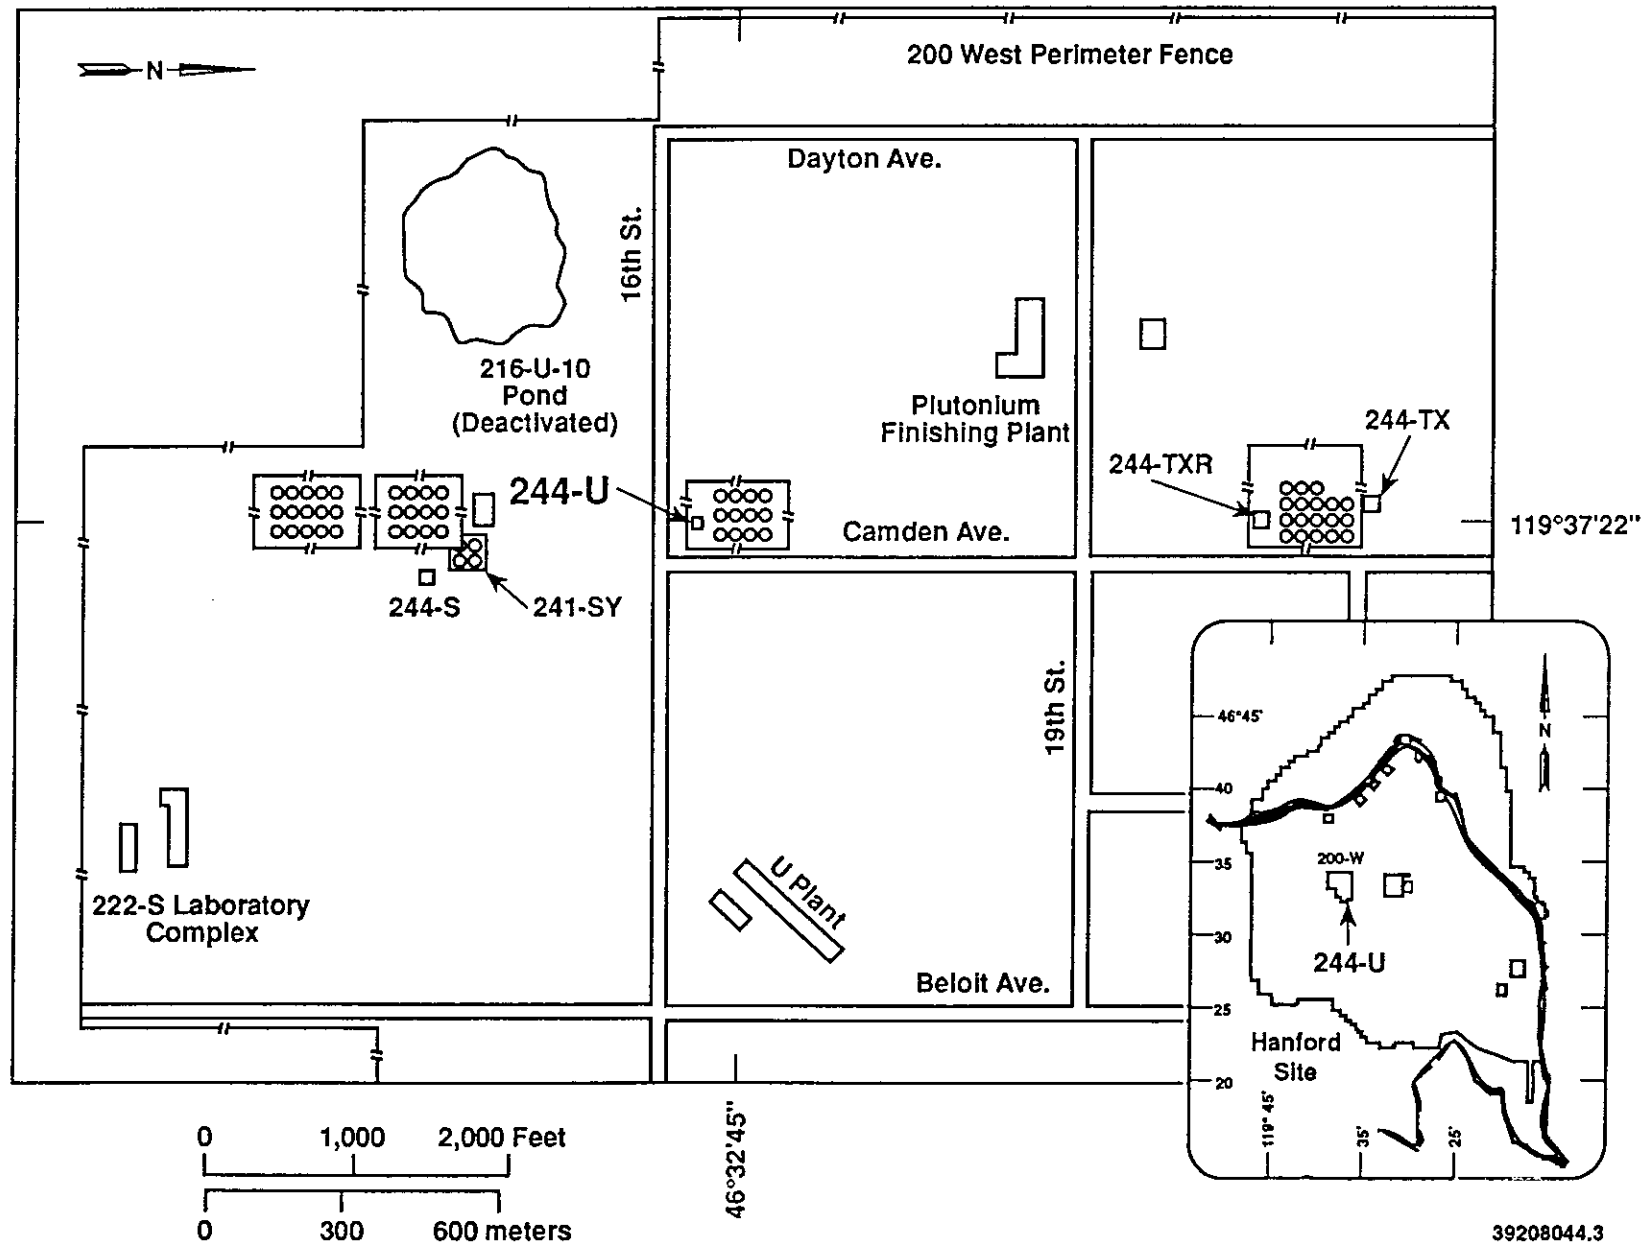 N
200 West Perimeter Fence
Dayton Ave.
16th St.
216-U-10
Pond
(Deactivated)
Plutonium
Finishing Plant
244-TX
244-TXR
244-U
Camden Ave.
119°37'22"
244-S
241-SY
19th St.
222-S Laboratory
Complex
U Plant
Beloit Ave.
46°45'
N
40
35
200-W
30
244-U
25
Hanford
Site
20
119° 45'
35'
25'
0 1,000 2,000 Feet
0 300 600 meters
46°32'45"
39208044.3